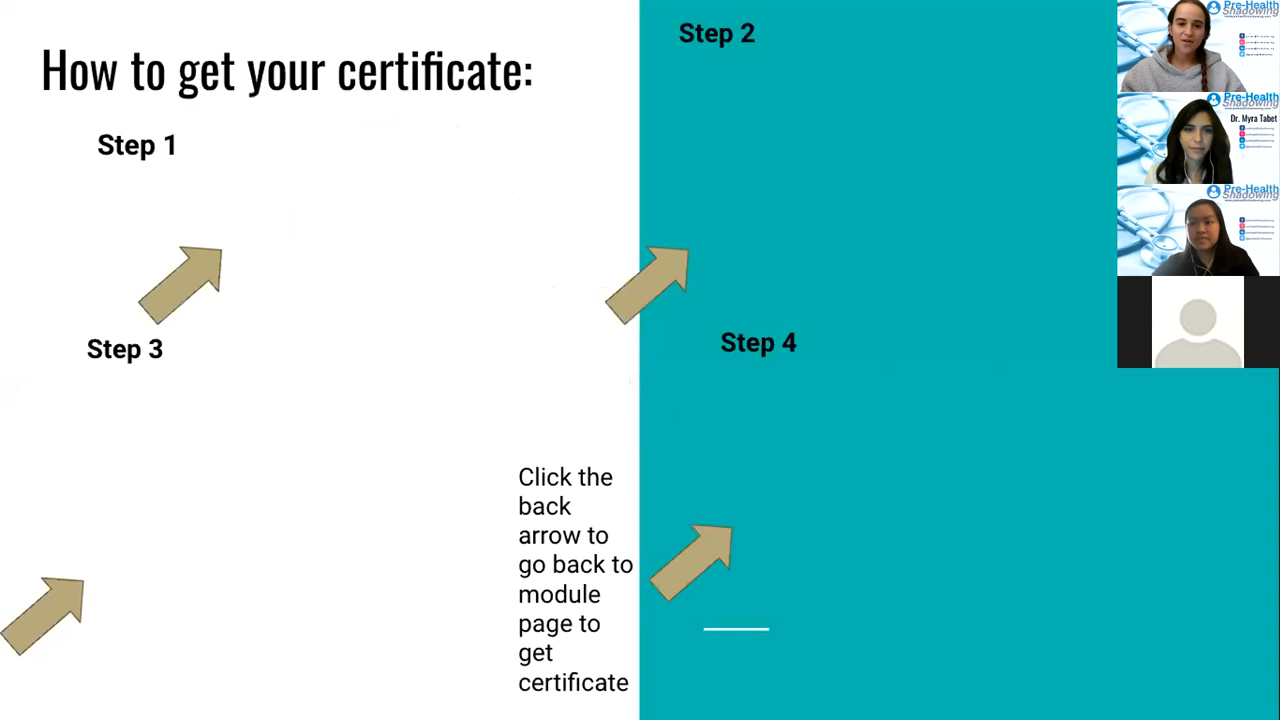 How to get your certificate:
Step 1
Step 3
Click the
back
arrow to
go back to
module
page to
get
certificate
Step 2
Step 4
Pre-Health
Shadowing
Pre-Health
Shadowing
Dr. Myra Tabet
Pre-Health
Shadowing